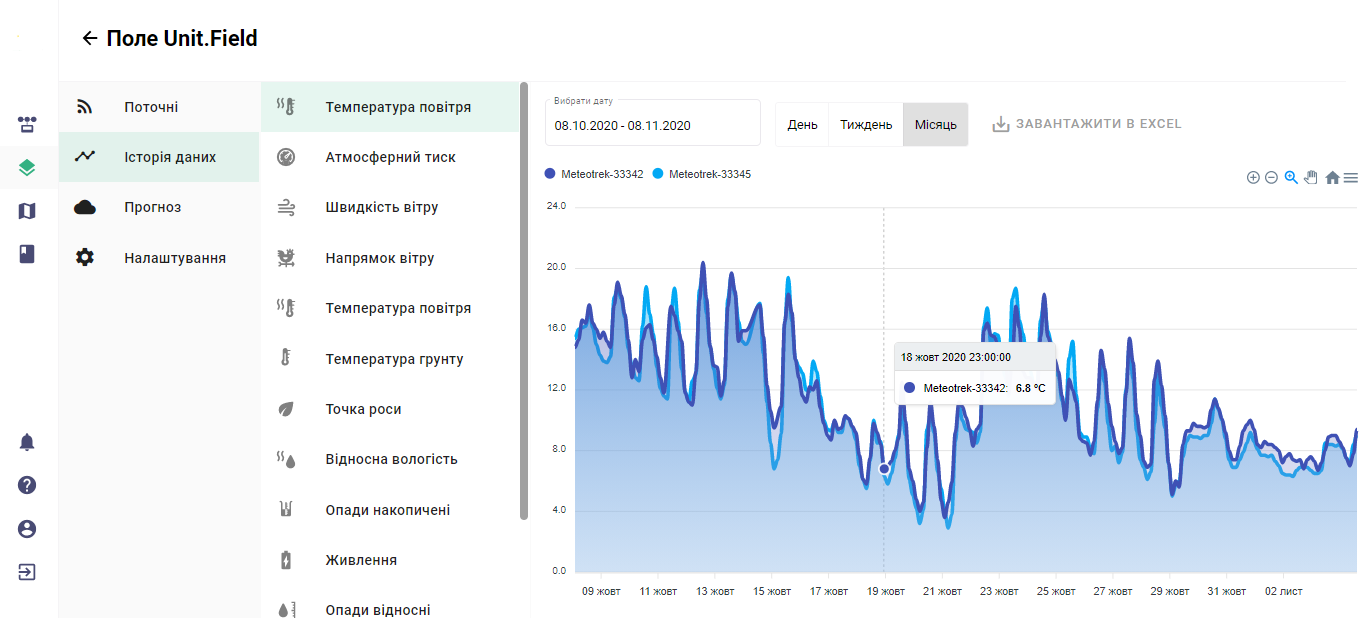 Поле Unit.Field
Поточні
Історія даних
Прогноз
Налаштування
Температура повітря
Атмосферний тиск
Швидкість вітру
Напрямок вітру
Температура повітря
Температура грунту
Точка роси
Відносна вологість
Опади накопичені
Живлення
Опади відносні
Вибрати дату
08.10.2020 - 08.11.2020
День
Тиждень
Місяць
ЗАВАНТАЖИТИ В EXCEL
Meteotrek-33342
Meteotrek-33345
24.0
20.0
16.0
12.0
8.0
4.0
0.0
18 жовт 2020 23:00:00
Meteotrek-33342: 6.8 °C
09 жовт
11 жовт
13 жовт
15 жовт
17 жовт
19 жовт
21 жовт
23 жовт
25 жовт
27 жовт
29 жовт
31 жовт
02 лист